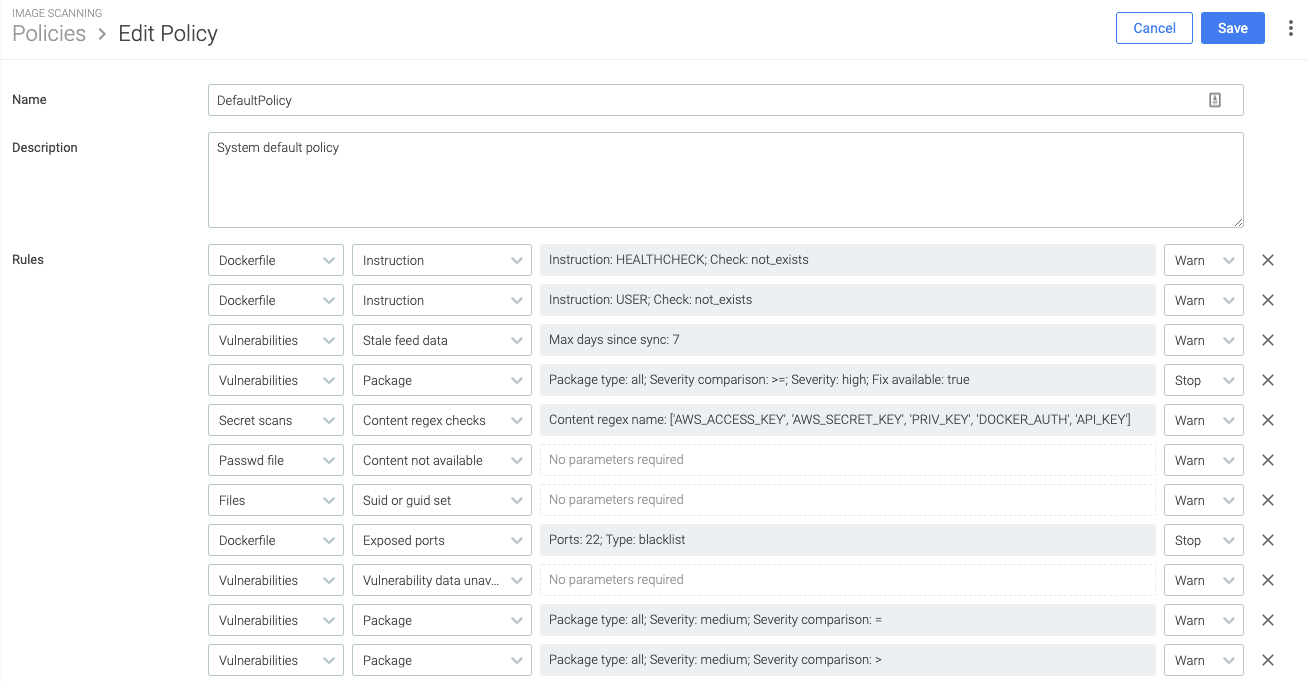 IMAGE SCANNING
Policies > Edit Policy
Cancel
Save
Name
DefaultPolicy
Description
System default policy
Rules
Dockerfile Instruction Instruction: HEALTHCHECK; Check: not_exists Warn
Dockerfile Instruction Instruction: USER; Check: not_exists Warn
Vulnerabilities Stale feed data Max days since sync: 7 Warn
Vulnerabilities Package Package type: all; Severity comparison: >=; Severity: high; Fix available: true Stop
Secret scans Content regex checks Content regex name: ['AWS_ACCESS_KEY', 'AWS_SECRET_KEY', 'PRIV_KEY', 'DOCKER_AUTH', 'API_KEY'] Warn
Passwd file Content not available No parameters required Warn
Files Suid or guid set No parameters required Warn
Dockerfile Exposed ports Ports: 22; Type: blacklist Stop
Vulnerabilities Vulnerability data unav... No parameters required Warn
Vulnerabilities Package Package type: all; Severity: medium; Severity comparison: = Warn
Vulnerabilities Package Package type: all; Severity: medium; Severity comparison: > Warn